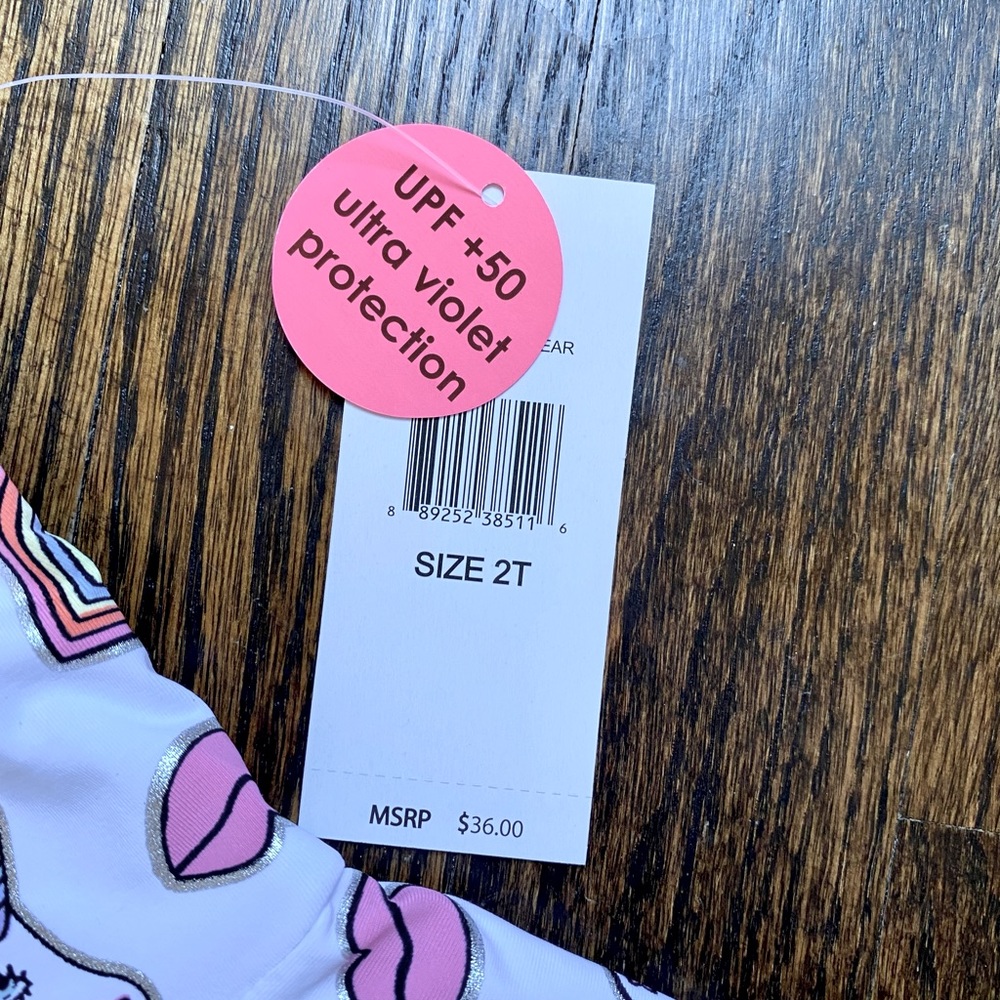 UPF +50
ultra violet
protection
EAR
8 89252 38511 6
SIZE 2T
MSRP $36.00